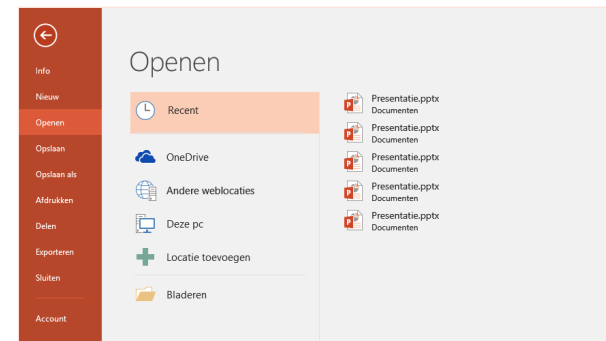 Info
Nieuw
Openen
Opslaan
Opslaan als
Afdrukken
Delen
Exporteren
Sluiten
Account
Openen
Recent
OneDrive
Andere weblocaties
Deze pc
Locatie toevoegen
Bladeren
Presentatie.pptx
Documenten
Presentatie.pptx
Documenten
Presentatie.pptx
Documenten
Presentatie.pptx
Documenten
Presentatie.pptx
Documenten